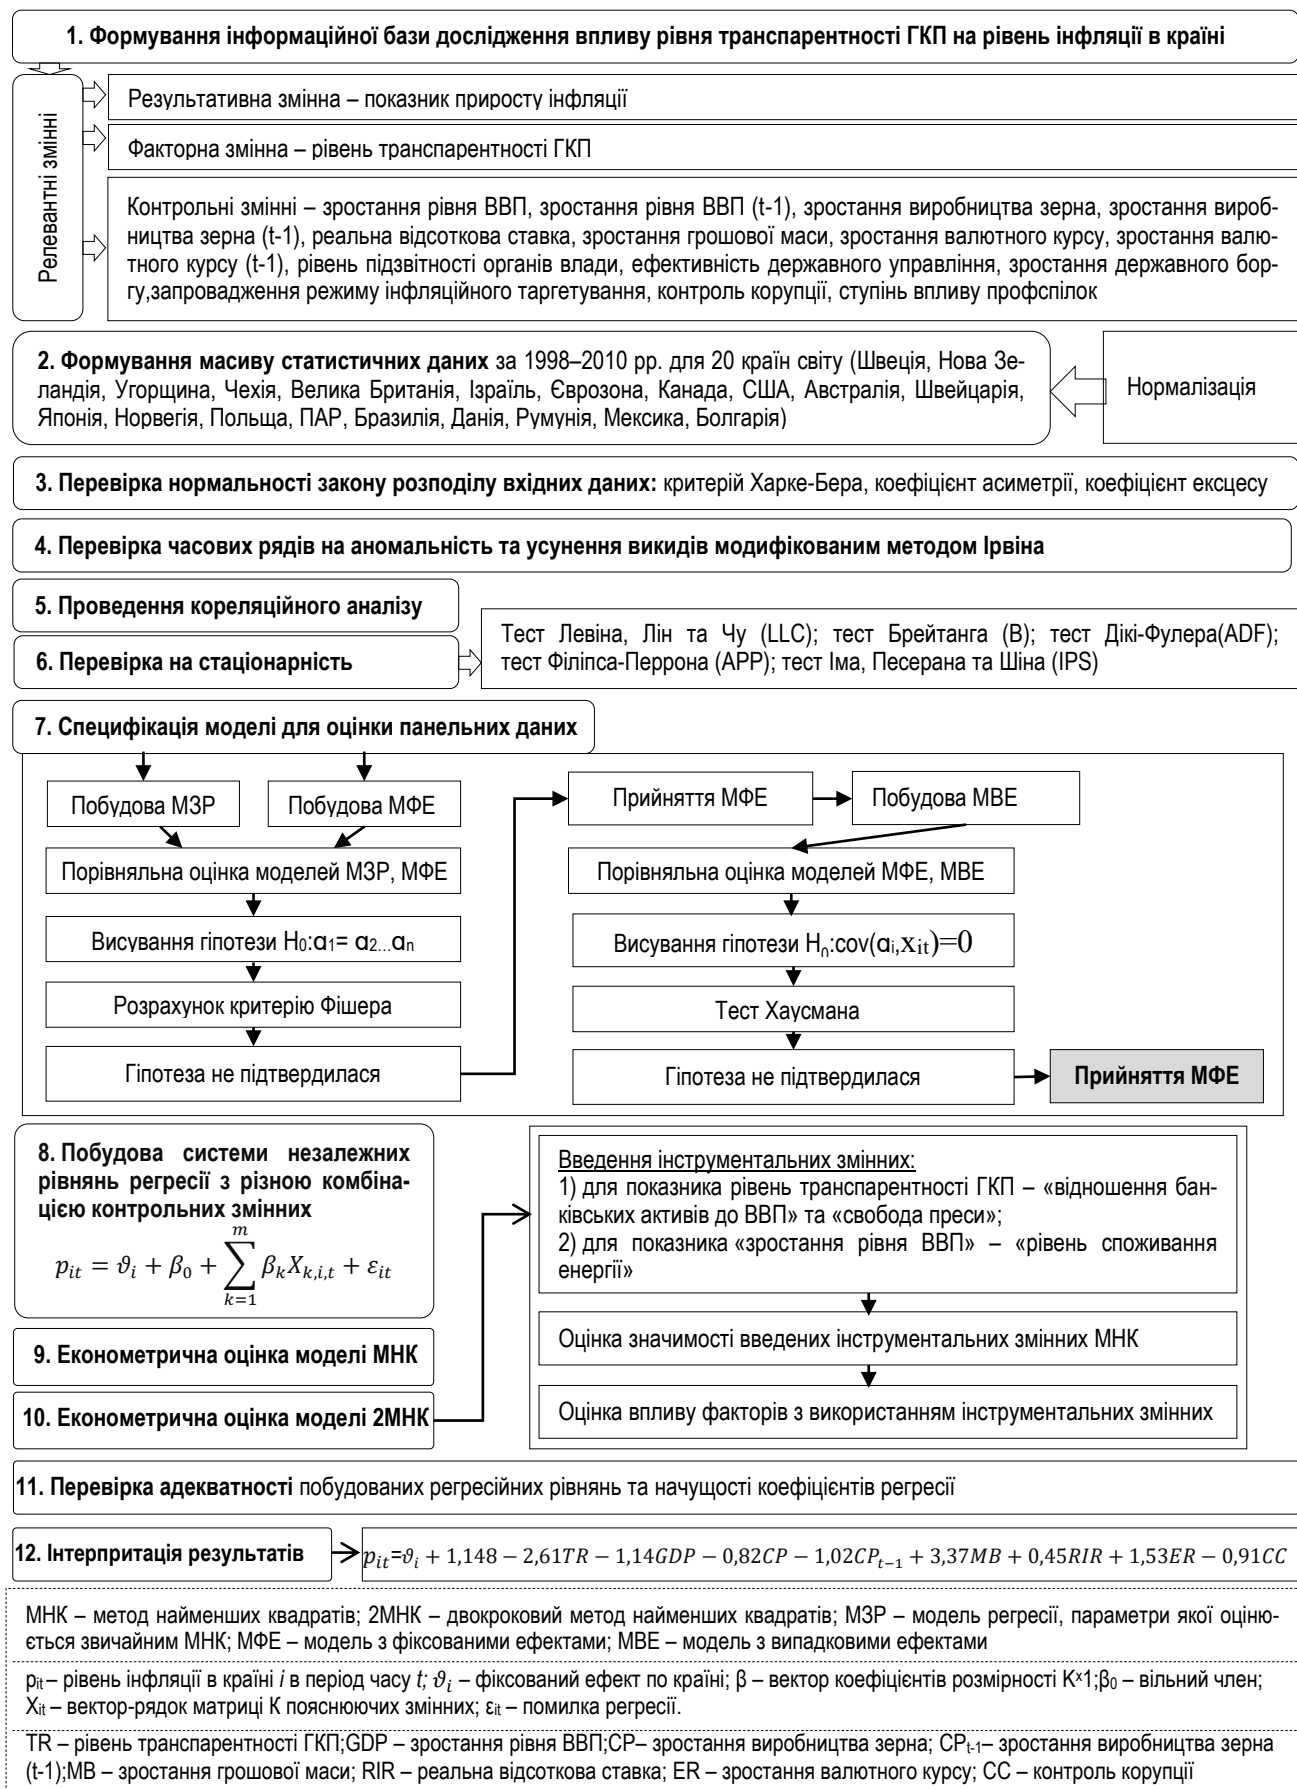 1. Формування інформаційної бази дослідження впливу рівня транспарентності ГКП на рівень інфляції в країні
Релевантні змінні
Результативна змінна – показник приросту інфляції
Факторна змінна – рівень транспарентності ГКП
Контрольні змінні – зростання рівня ВВП, зростання рівня ВВП (t-1), зростання виробництва зерна, зростання вироб-
ництва зерна (t-1), реальна відсоткова ставка, зростання грошової маси, зростання валютного курсу, зростання валю-
тного курсу (t-1), рівень підзвітності органів влади, ефективність державного управління, зростання державного бор-
гу,запровадження режиму інфляційного таргетування, контроль корупції, ступінь впливу профспілок
2. Формування масиву статистичних даних за 1998–2010 рр. для 20 країн світу (Швеція, Нова Зе-
ландія, Угорщина, Чехія, Велика Британія, Ізраїль, Єврозона, Канада, США, Австралія, Швейцарія,
Японія, Норвегія, Польща, ПАР, Бразилія, Данія, Румунія, Мексика, Болгарія)
Нормалізація
3. Перевірка нормальності закону розподілу вхідних даних: критерій Харке-Бера, коефіцієнт асиметрії, коефіцієнт ексцесу
4. Перевірка часових рядів на аномальність та усунення викидів модифікованим методом Ірвіна
5. Проведення кореляційного аналізу
6. Перевірка на стаціонарність
Тест Левіна, Лін та Чу (LLC); тест Брейтанга (B); тест Дікі-Фулера(ADF);
тест Філіпса-Перрона (APP); тест Іма, Песерана та Шіна (IPS)
7. Специфікація моделі для оцінки панельних даних
Побудова МЗР
Побудова МФЕ
Порівняльна оцінка моделей МЗР, МФЕ
Висування гіпотези H₀:α₁= α₂...αₙ
Розрахунок критерію Фішера
Гіпотеза не підтвердилася
Прийняття МФЕ
Побудова МВЕ
Порівняльна оцінка моделей МФЕ, МВЕ
Висування гіпотези H₀:cov(αᵢ,xᵢₜ)=0
Тест Хаусмана
Гіпотеза не підтвердилася
Прийняття МФЕ
8. Побудова системи незалежних
рівнянь регресії з різною комбіна-
цією контрольних змінних
pᵢₜ = ϑᵢ + β₀ + ∑ₖ₌₁ᵐ βₖXₖ,ᵢ,ₜ + εᵢₜ
9. Економетрична оцінка моделі МНК
10. Економетрична оцінка моделі 2МНК
Введення інструментальних змінних:
1) для показника рівень транспарентності ГКП – «відношення бан-
ківських активів до ВВП» та «свобода преси»;
2) для показника «зростання рівня ВВП» – «рівень споживання
енергії»
Оцінка значимості введених інструментальних змінних МНК
Оцінка впливу факторів з використанням інструментальних змінних
11. Перевірка адекватності побудованих регресійних рівнянь та начущості коефіцієнтів регресії
12. Інтерпритація результатів
pᵢₜ=ϑᵢ + 1,148 − 2,61TR − 1,14GDP − 0,82CP − 1,02CPₜ₋₁ + 3,37MB + 0,45RIR + 1,53ER − 0,91CC
МНК – метод найменших квадратів; 2МНК – двокроковий метод найменших квадратів; МЗР – модель регресії, параметри якої оціню-
ється звичайним МНК; МФЕ – модель з фіксованими ефектами; МВЕ – модель з випадковими ефектами
pᵢₜ – рівень інфляції в країні i в період часу t; ϑᵢ – фіксований ефект по країні; β – вектор коефіцієнтів розмірності Kˣ1;β₀ – вільний член;
Xᵢₜ – вектор-рядок матриці К пояснюючих змінних; εᵢₜ – помилка регресії.
TR – рівень транспарентності ГКП;GDP – зростання рівня ВВП;CP– зростання виробництва зерна; CPₜ₋₁– зростання виробництва зерна
(t-1);MB – зростання грошової маси; RIR – реальна відсоткова ставка; ER – зростання валютного курсу; CC – контроль корупції